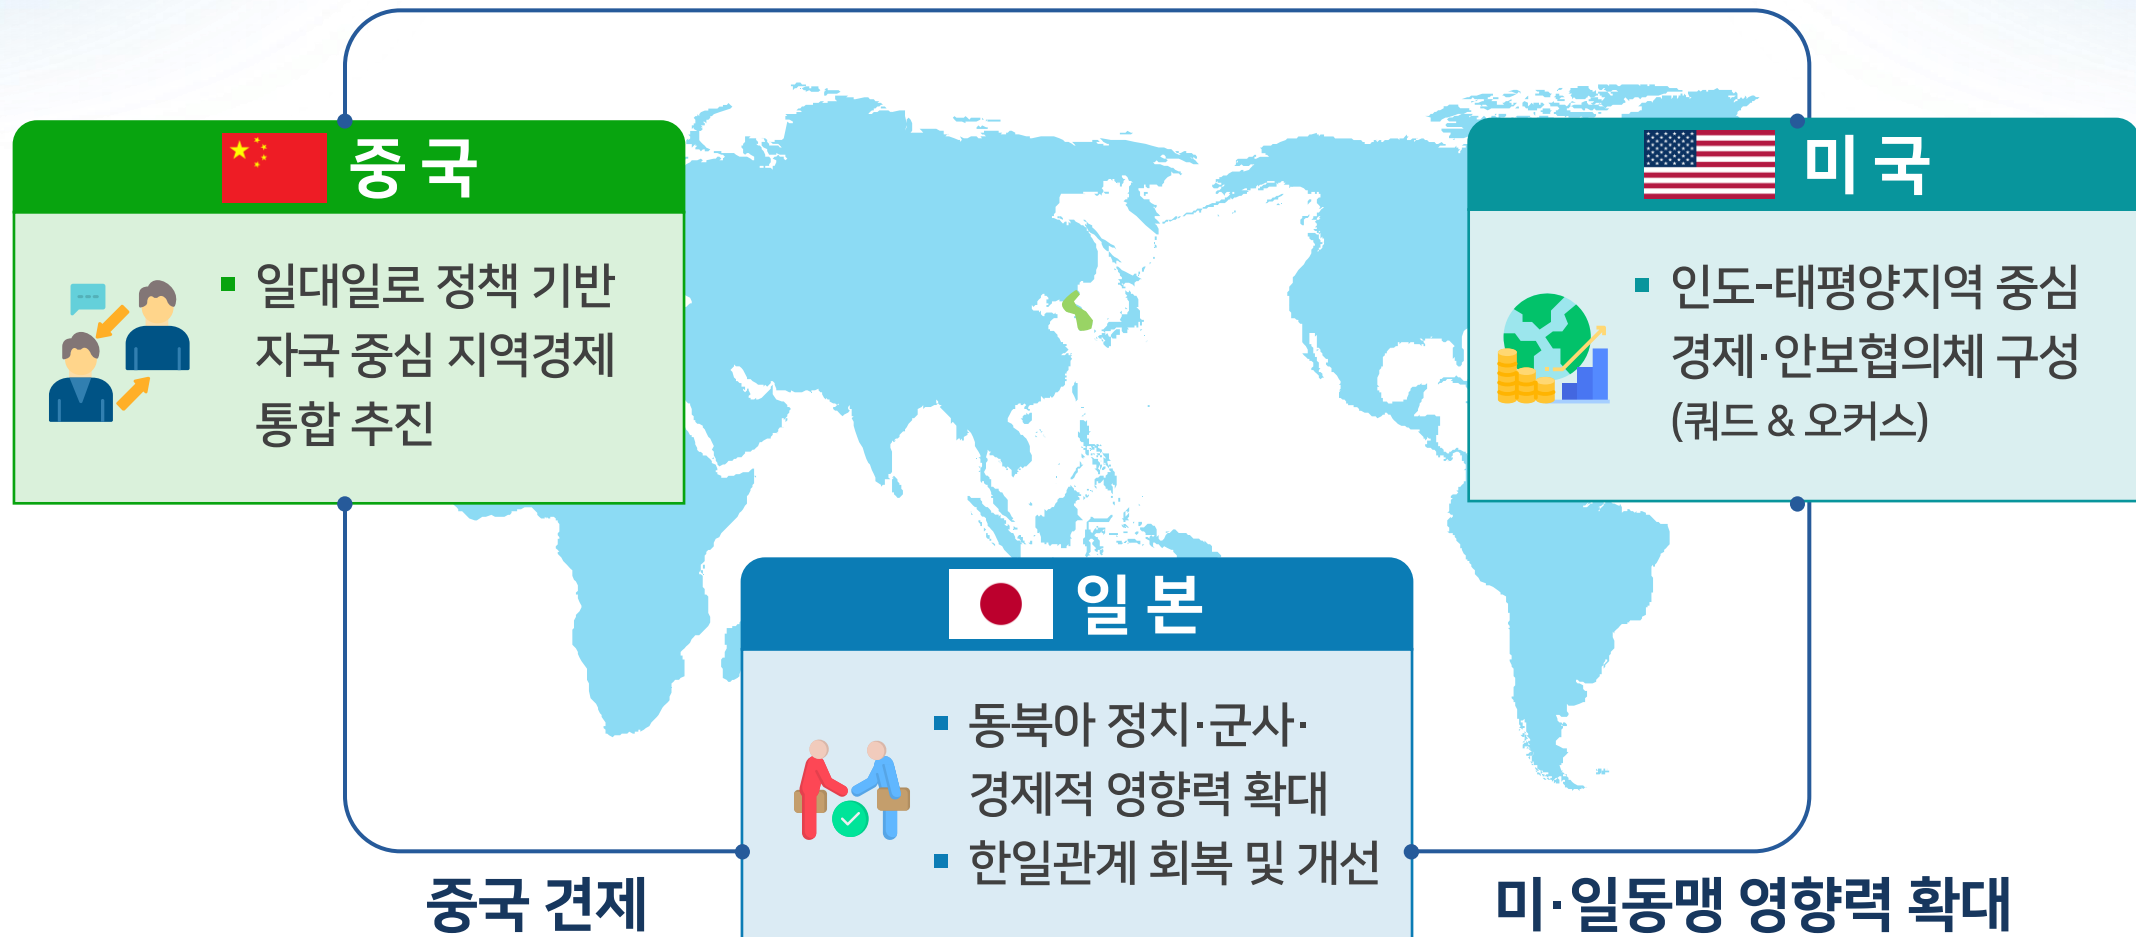 중국
일대일로 정책 기반
자국 중심 지역경제
통합 추진
미국
인도-태평양지역 중심
경제·안보협의체 구성
(쿼드 & 오커스)
일본
동북아 정치·군사·
경제적 영향력 확대
한일관계 회복 및 개선
중국 견제
미·일동맹 영향력 확대